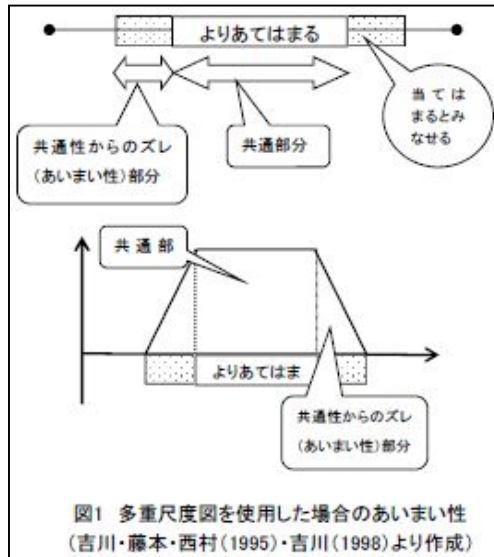 よりあてはまる
当ては
まるとみ
なせる
共通性からのズレ
(あいまい性)部分
共通部分
共 通 部
よりあてはま
共通性からのズレ
(あいまい性)部分
図1 多重尺度図を使用した場合のあいまい性
(吉川・藤本・西村(1995)・吉川(1998)より作成)